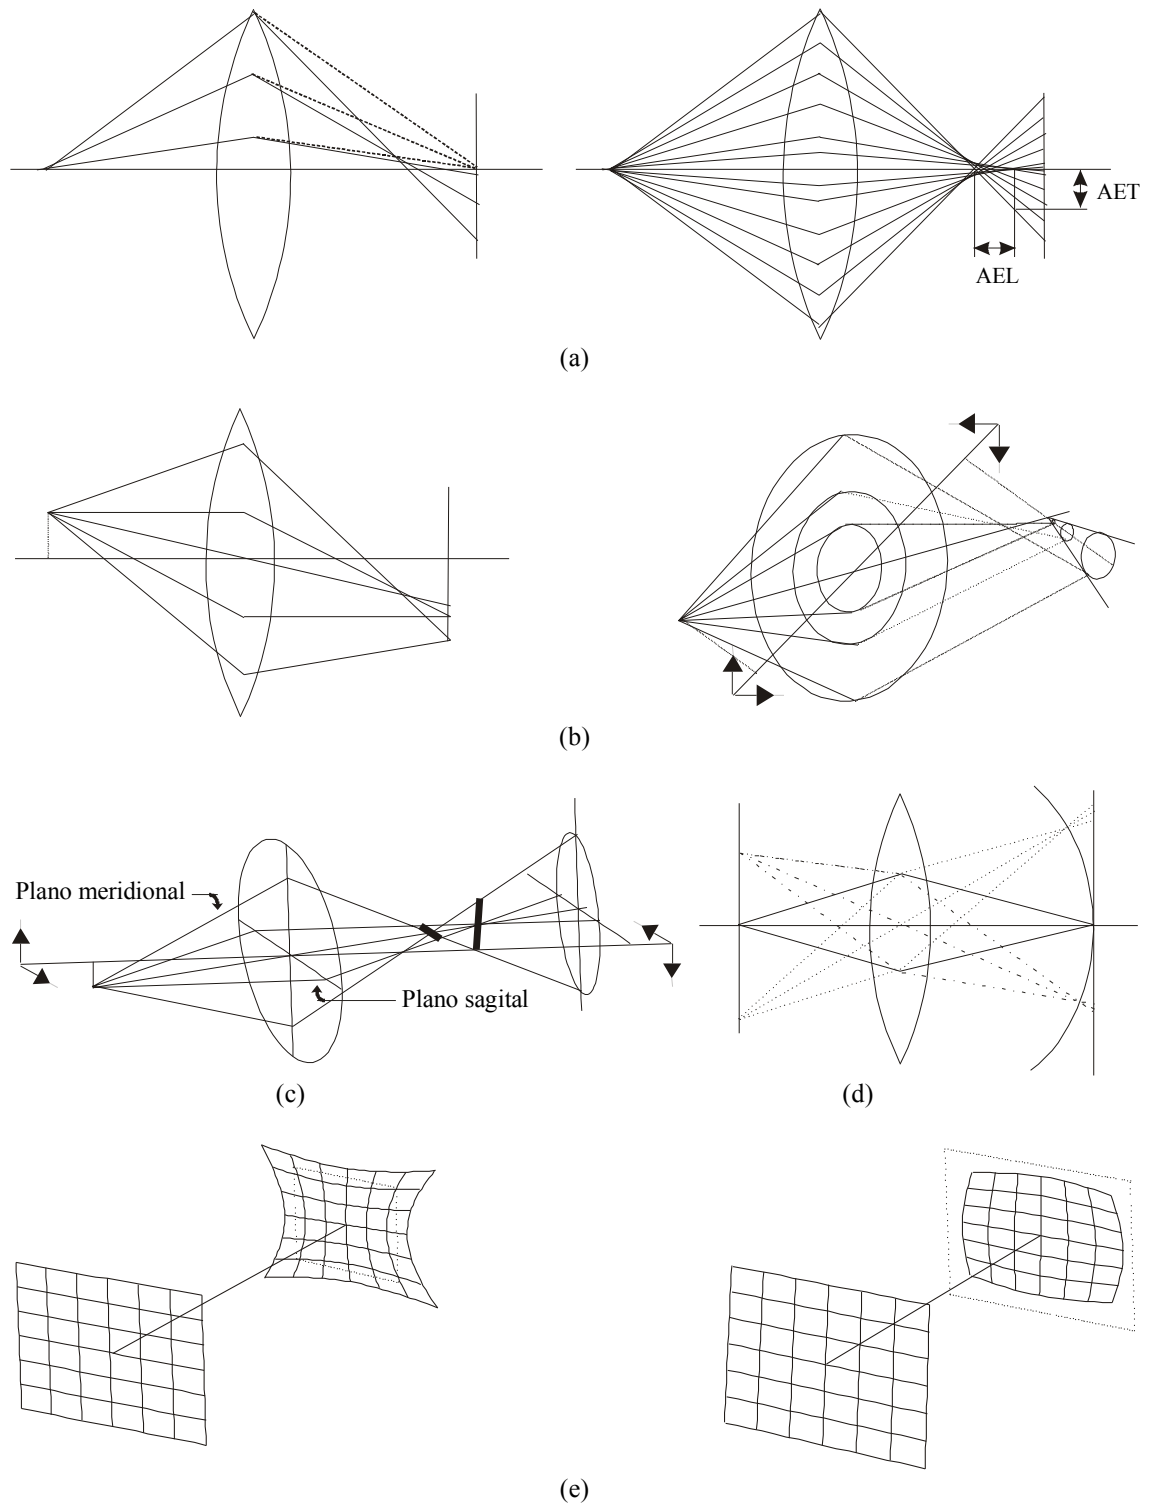 AET
AEL
(a)
(b)
Plano meridional
Plano sagital
(c)
(d)
(e)